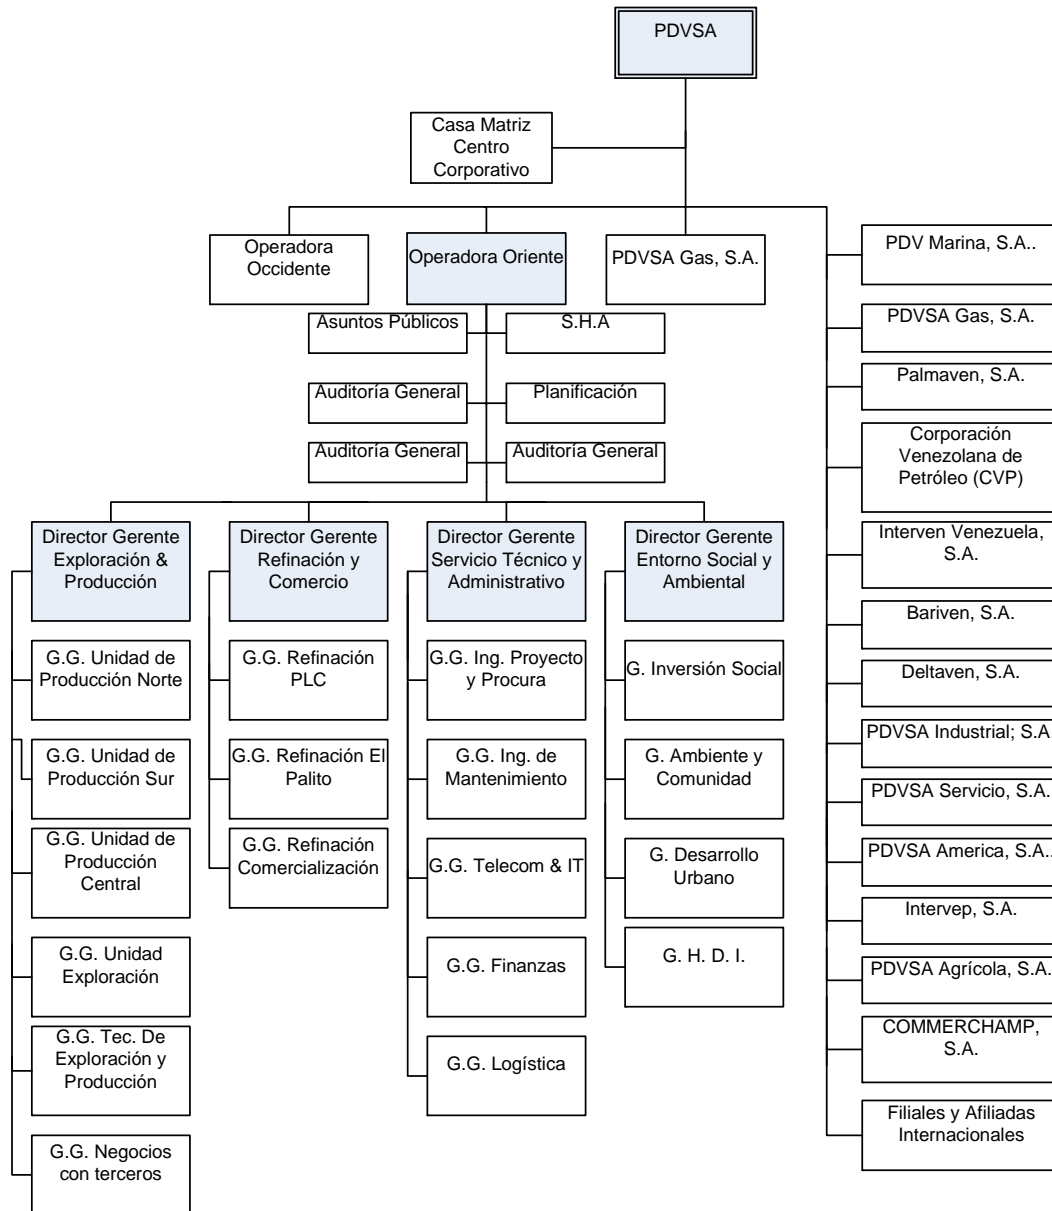 PDVSA
Casa Matriz
Centro
Corporativo
Operadora
Occidente
Operadora Oriente
PDVSA Gas, S.A.
Asuntos Públicos
S.H.A
Auditoría General
Planificación
Auditoría General
Auditoría General
Director Gerente
Exploración &
Producción
G.G. Unidad de
Producción Norte
G.G. Unidad de
Producción Sur
G.G. Unidad de
Producción
Central
G.G. Unidad
Exploración
G.G. Tec. De
Exploración y
Producción
G.G. Negocios
con terceros
Director Gerente
Refinación y
Comercio
G.G. Refinación
PLC
G.G. Refinación El
Palito
G.G. Refinación
Comercialización
Director Gerente
Servicio Técnico y
Administrativo
G.G. Ing. Proyecto
y Procura
G.G. Ing. de
Mantenimiento
G.G. Telecom & IT
G.G. Finanzas
G.G. Logística
Director Gerente
Entorno Social y
Ambiental
G. Inversión Social
G. Ambiente y
Comunidad
G. Desarrollo
Urbano
G. H. D. I.
PDV Marina, S.A..
PDVSA Gas, S.A.
Palmaven, S.A.
Corporación
Venezolana de
Petróleo (CVP)
Interven Venezuela,
S.A.
Bariven, S.A.
Deltaven, S.A.
PDVSA Industrial; S.A.
PDVSA Servicio, S.A.
PDVSA America, S.A..
Intervep, S.A.
PDVSA Agrícola, S.A.
COMMERCHAMP,
S.A.
Filiales y Afiliadas
Internacionales